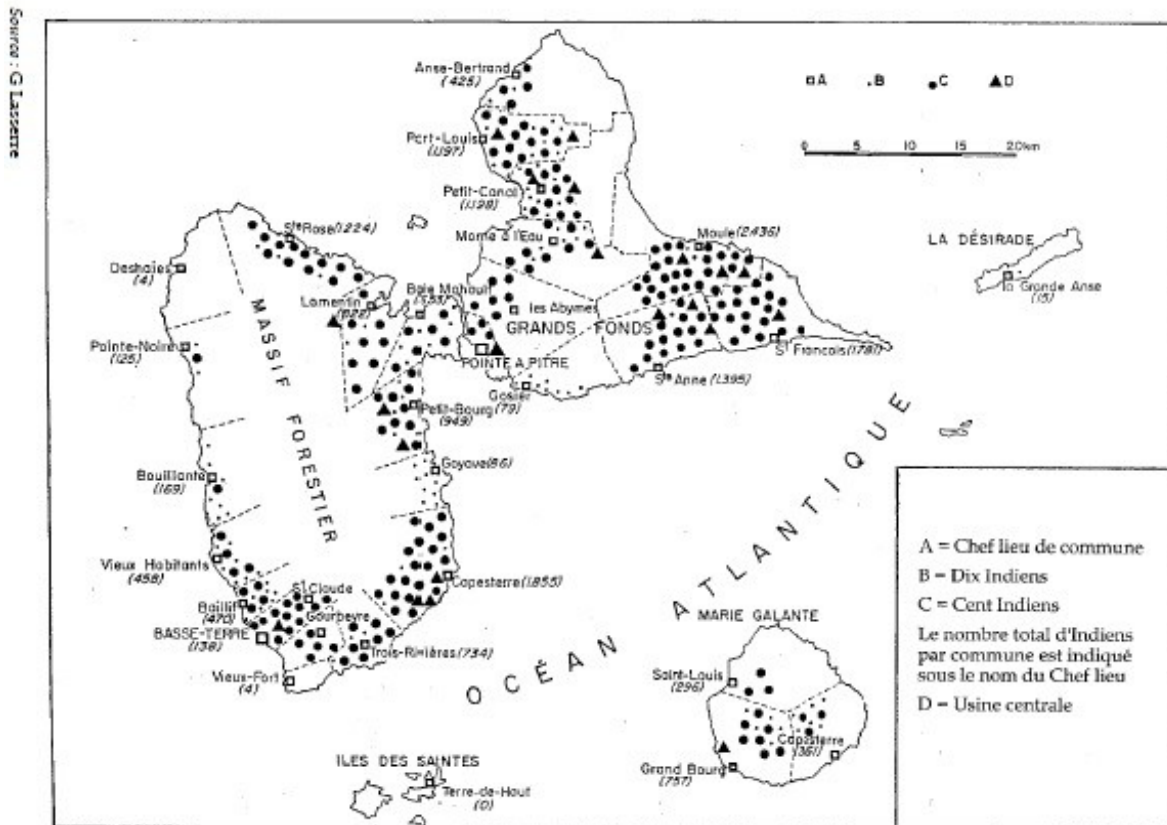 Source : G Lasserre
Anse-Bertrand
(425)
A B C D
0 5 10 15 20km
Port-Louis
(1197)
Petit-Canal
(1198)
Ste Rose (1224)
Morne à l'Eau
Moule (2436)
LA DÉSIRADE
Grande Anse
(15)
Deshaies
(4)
Lamentin
(822)
Baie Mahault
les Abymes
GRANDS FONDS
Pointe-Noire
(125)
POINTE A PITRE
St François (1781)
Ste Anne (1395)
Gosier
(79)
Petit-Bourg
(949)
MASSIF FORESTIER
Goyave (86)
Bouillante
(169)
OCÉAN ATLANTIQUE
Vieux Habitants
(458)
St Claude
Capesterre (1855)
Baillif
(470)
Gourbeyre
BASSE-TERRE
(138)
Trois-Rivières (734)
Vieux-Fort
(4)
MARIE GALANTE
Saint-Louis
(296)
Capesterre
(361)
Grand Bourg
(757)
ILES DES SAINTES
Terre-de-Haut
(0)
A = Chef lieu de commune
B = Dix Indiens
C = Cent Indiens
Le nombre total d'Indiens
par commune est indiqué
sous le nom du Chef lieu
D = Usine centrale